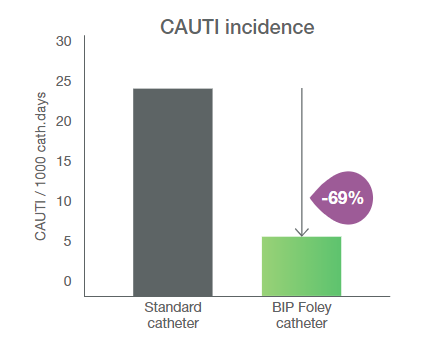 CAUTI incidence
CAUTI / 1000 cath.days
30
25
20
15
10
5
0
-69%
Standard
catheter
BIP Foley
catheter